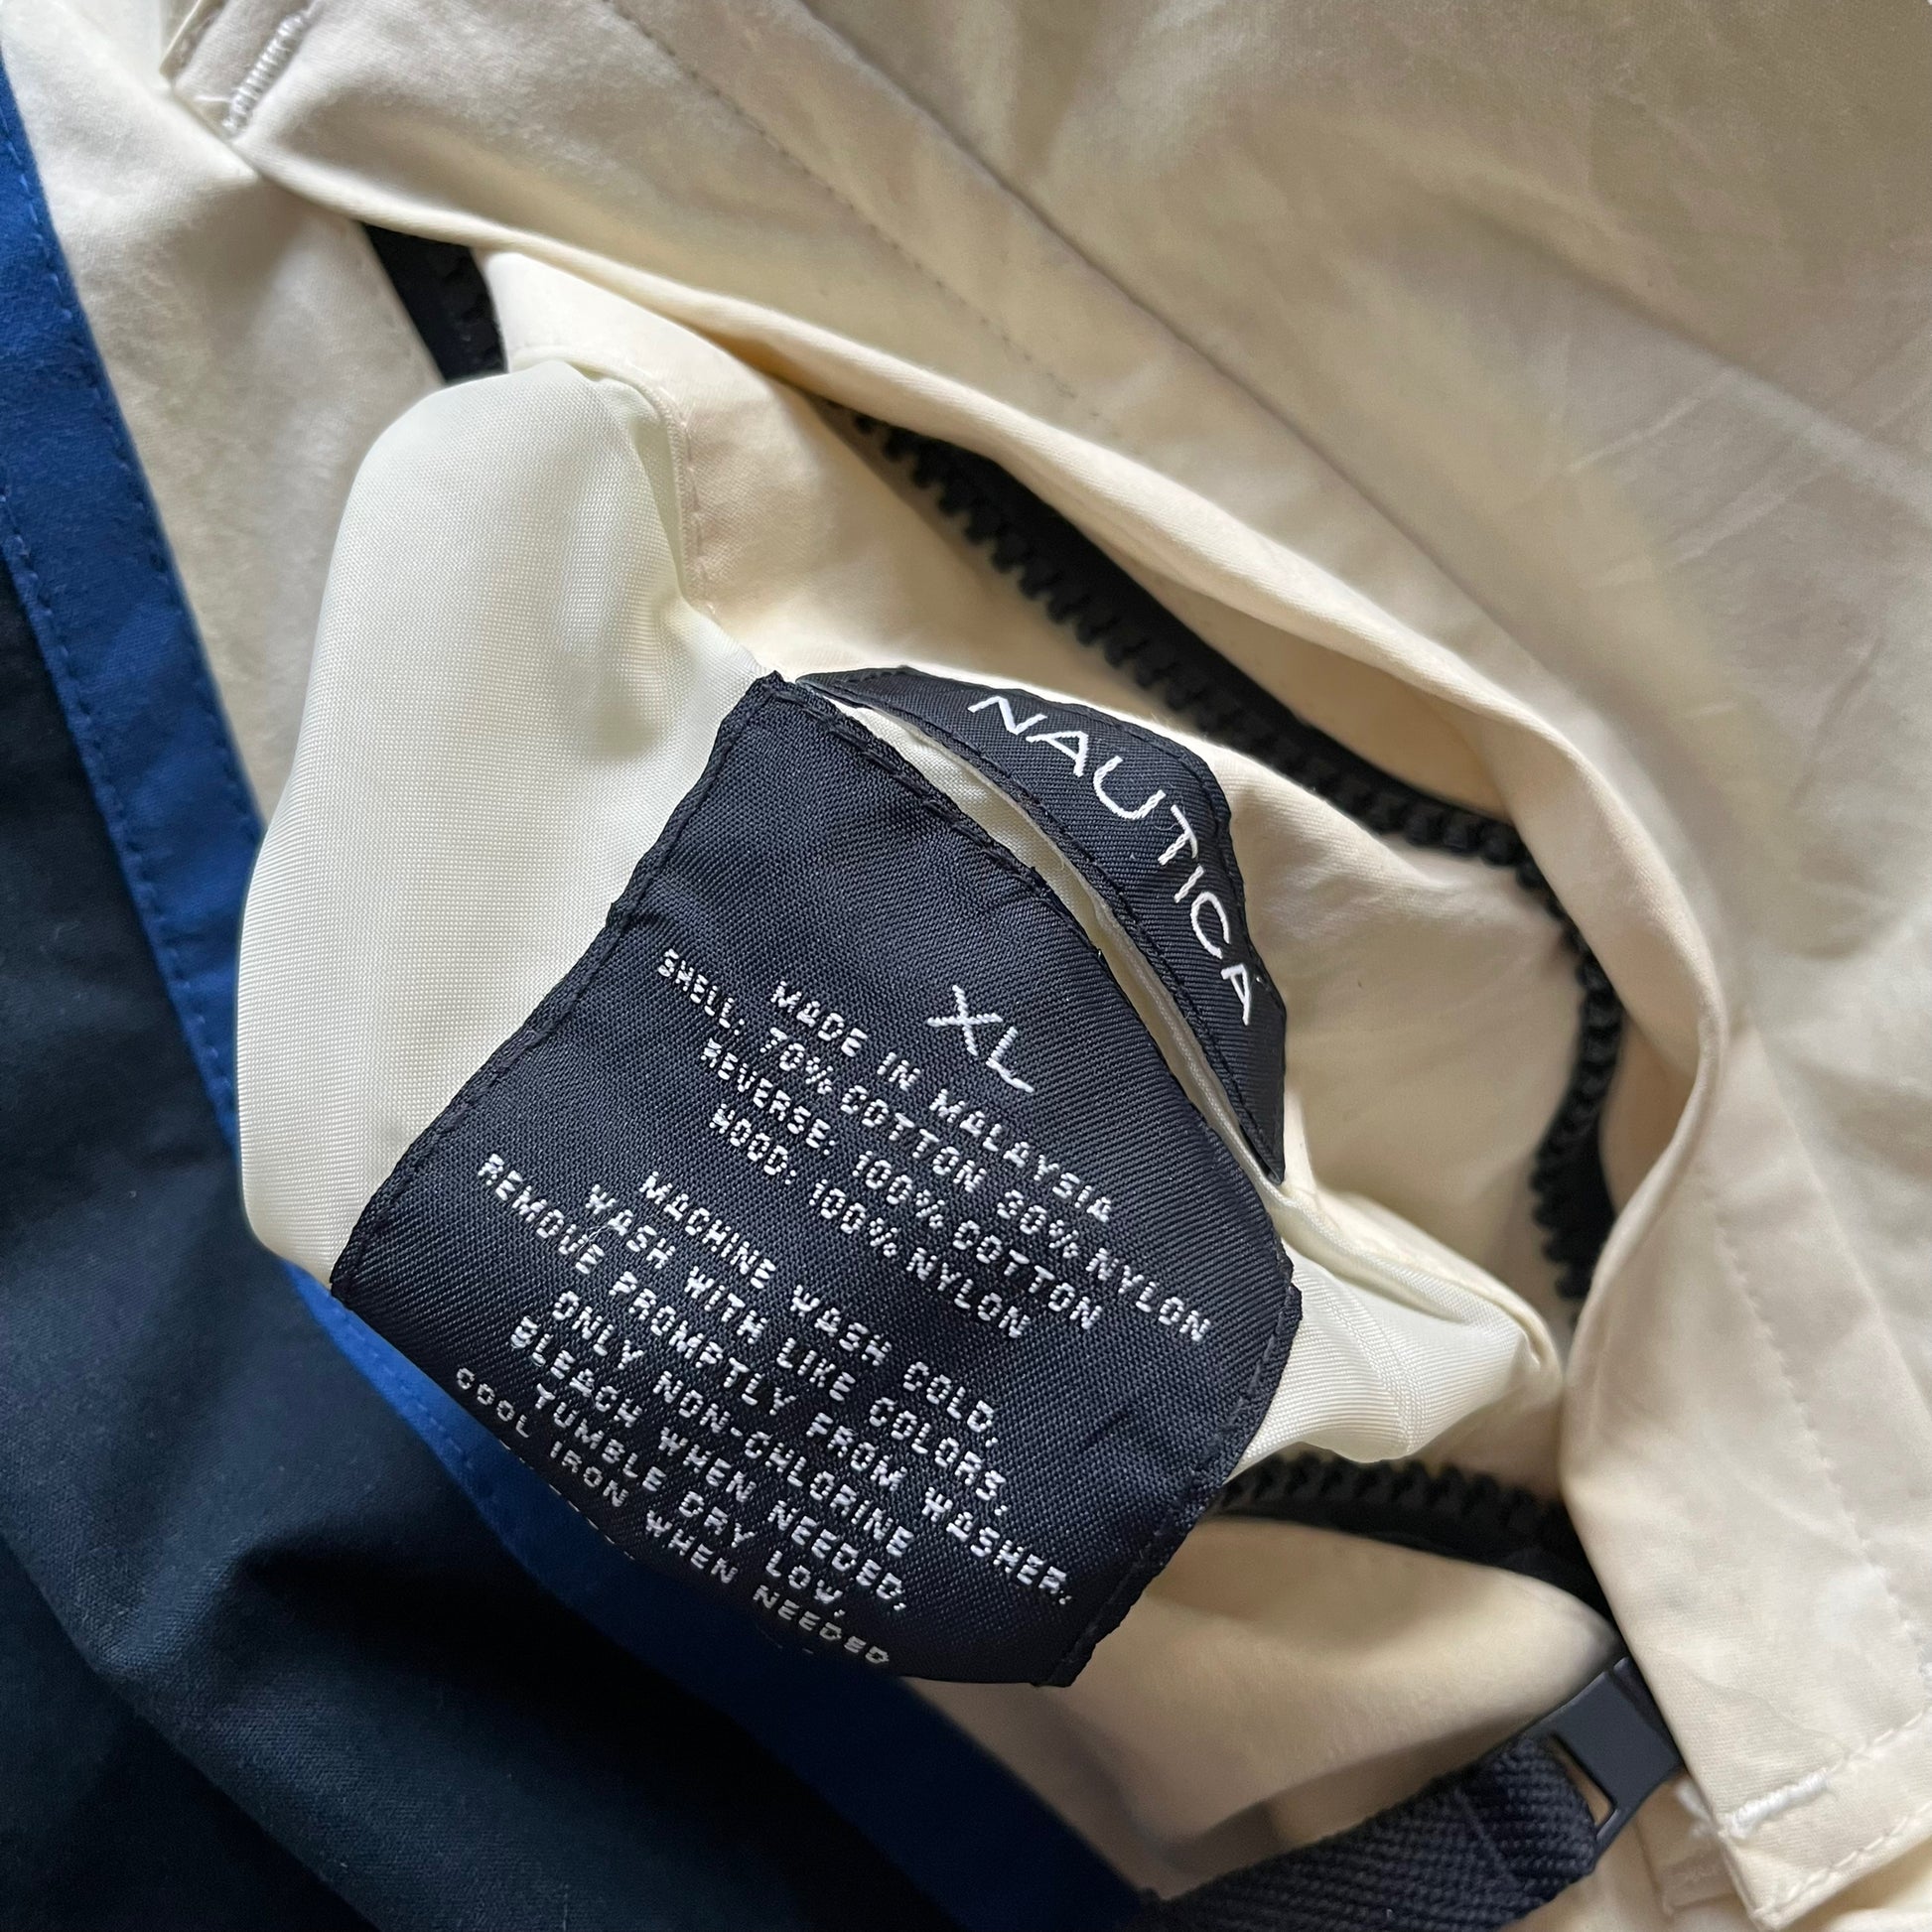 NAUTICA
XL
MADE IN MALAYSIA
SHELL: 70% COTTON 30% NYLON
REVERSE: 100% COTTON
HOOD: 100% NYLON
MACHINE WASH COLD,
WASH WITH LIKE COLORS,
REMOVE PROMPTLY FROM WASHER,
ONLY NON-CHLORINE
BLEACH WHEN NEEDED,
TUMBLE DRY LOW,
COOL IRON WHEN NEEDED